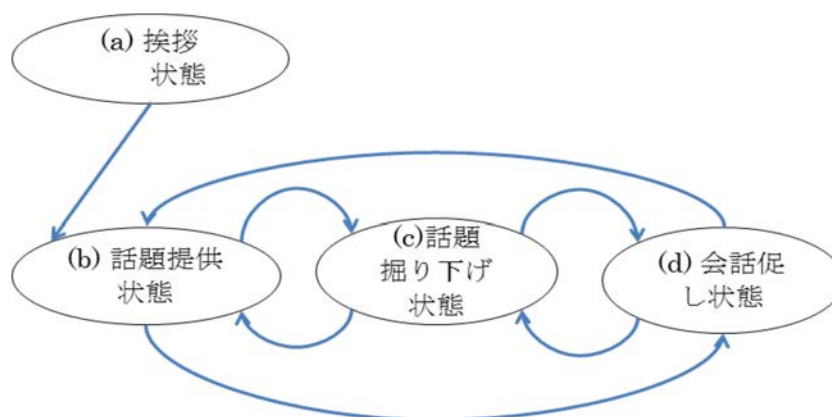 (a) 挨拶
状態
(b) 話題提供
状態
(c)話題
掘り下げ
状態
(d) 会話促
し状態